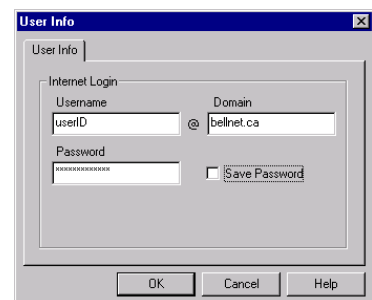 User Info
User Info
Internet Login
Username Domain
userID @ bellnet.ca
Password
************* Save Password
OK Cancel Help